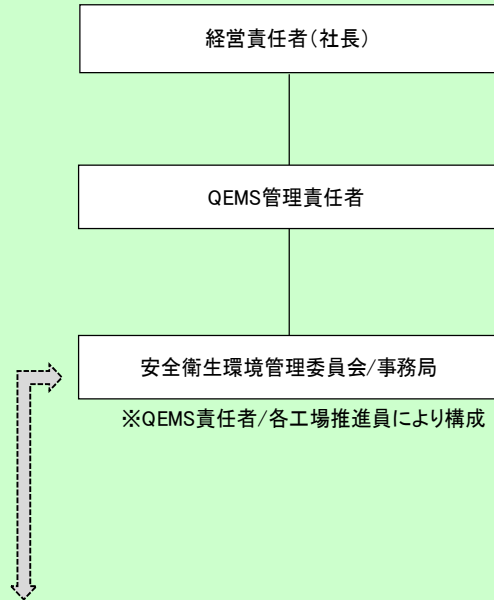 経営責任者（社長）
QEMS管理責任者
安全衛生環境管理委員会/事務局
※QEMS責任者/各工場推進員により構成